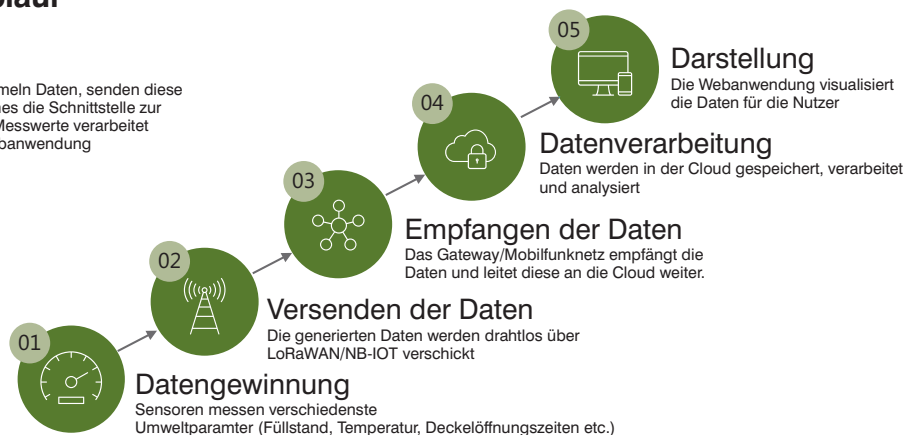 meln Daten, senden diese
es die Schnittstelle zur
Messwerte verarbeitet
banwendung
05
Darstellung
Die Webanwendung visualisiert
die Daten für die Nutzer
04
Datenverarbeitung
Daten werden in der Cloud gespeichert, verarbeitet
und analysiert
03
Empfangen der Daten
Das Gateway/Mobilfunknetz empfängt die
Daten und leitet diese an die Cloud weiter.
02
Versenden der Daten
Die generierten Daten werden drahtlos über
LoRaWAN/NB-IOT verschickt
01
Datengewinnung
Sensoren messen verschiedenste
Umweltparamter (Füllstand, Temperatur, Deckelöffnungszeiten etc.)